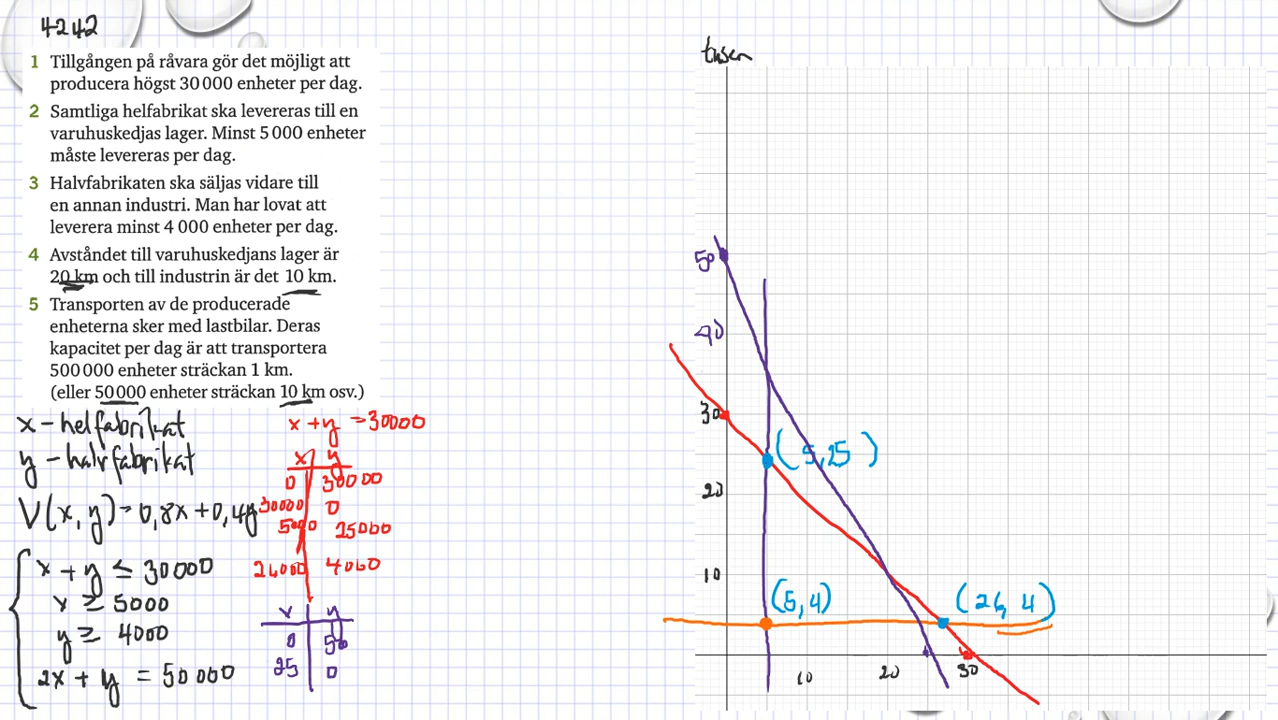 4242
1 Tillgången på råvara gör det möjligt att
producera högst 30 000 enheter per dag.
2 Samtliga helfabrikat ska levereras till en
varuhuskedjas lager. Minst 5 000 enheter
måste levereras per dag.
3 Halvfabrikaten ska säljas vidare till
en annan industri. Man har lovat att
leverera minst 4 000 enheter per dag.
4 Avståndet till varuhuskedjans lager är
20 km och till industrin är det 10 km.
5 Transporten av de producerade
enheterna sker med lastbilar. Deras
kapacitet per dag är att transportera
500 000 enheter sträckan 1 km.
(eller 50 000 enheter sträckan 10 km osv.)
x - helfabrikat
y - halvfabrikat
V(x, y) = 0,8x + 0,4y
x + y ≤ 30000
x ≥ 5000
y ≥ 4000
2x + y = 50000
x + y = 30000
x y
0 30000
30000 0
5000 25000
26000 4000
x y
0 50
25 0
tusen
50
40
30
(5,25)
20
10
(5,4)
(26, 4)
10 20 30